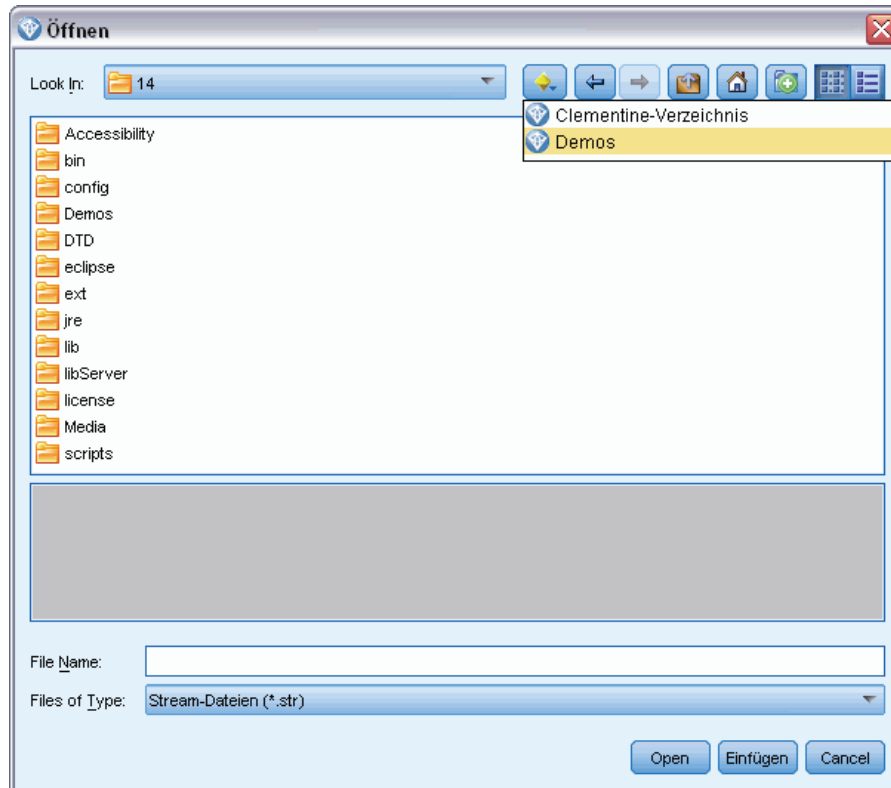 Öffnen
Look In: 14
Clementine-Verzeichnis
Demos
Accessibility
bin
config
Demos
DTD
eclipse
ext
jre
lib
libServer
license
Media
scripts
File Name:
Files of Type: Stream-Dateien (*.str)
Open Einfügen Cancel